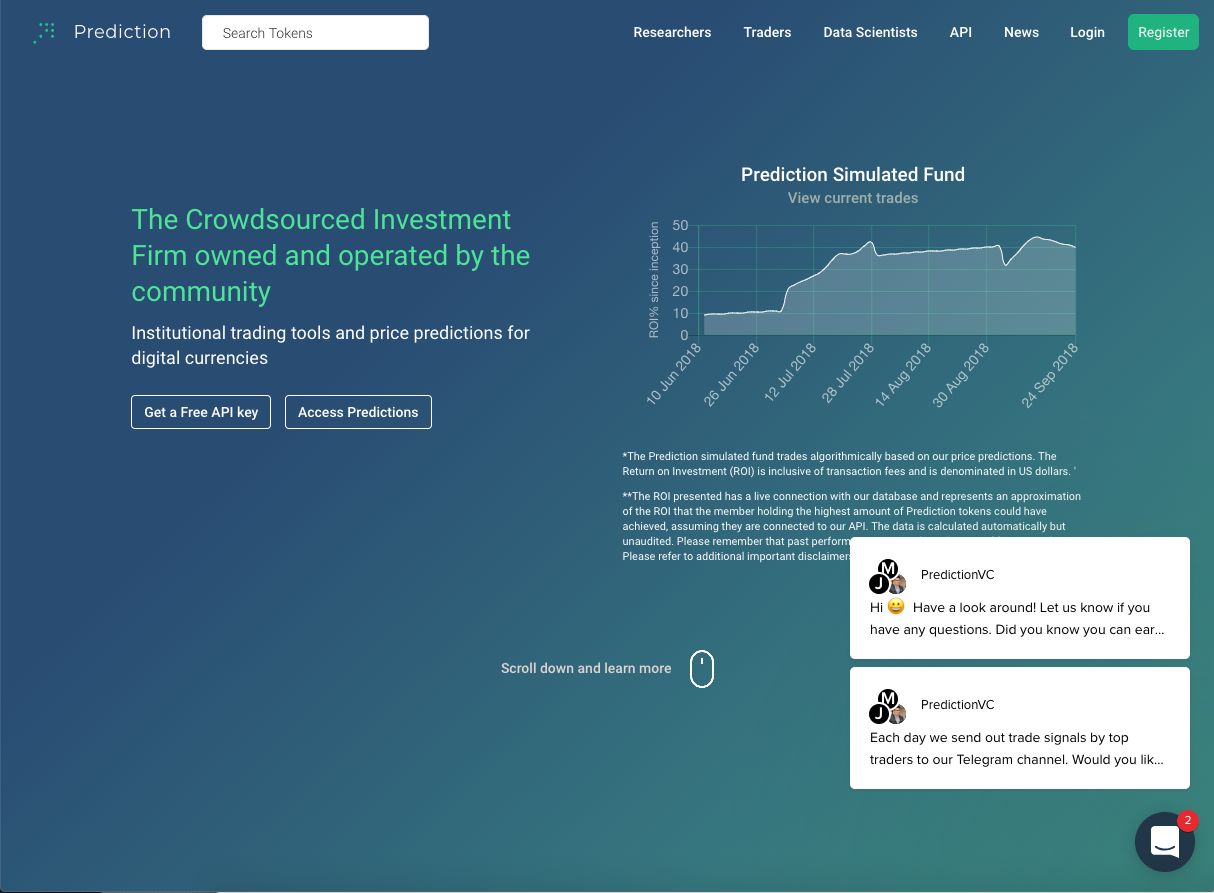 Prediction
Search Tokens
Researchers
Traders
Data Scientists
API
News
Login
Register
The Crowdsourced Investment
Firm owned and operated by the
community
Institutional trading tools and price predictions for
digital currencies
Get a Free API key
Access Predictions
Prediction Simulated Fund
View current trades
ROI% since inception
50
40
30
20
10
0
10 Jun 2018
26 Jun 2018
12 Jul 2018
28 Jul 2018
14 Aug 2018
30 Aug 2018
24 Sep 2018
*The Prediction simulated fund trades algorithmically based on our price predictions. The
Return on Investment (ROI) is inclusive of transaction fees and is denominated in US dollars. '
**The ROI presented has a live connection with our database and represents an approximation
of the ROI that the member holding the highest amount of Prediction tokens could have
achieved, assuming they are connected to our API. The data is calculated automatically but
unaudited. Please remember that past perform
Please refer to additional important disclaimers
Scroll down and learn more
M
J
PredictionVC
Hi 😀 Have a look around! Let us know if you
have any questions. Did you know you can ear...
M
J
PredictionVC
Each day we send out trade signals by top
traders to our Telegram channel. Would you lik...
2